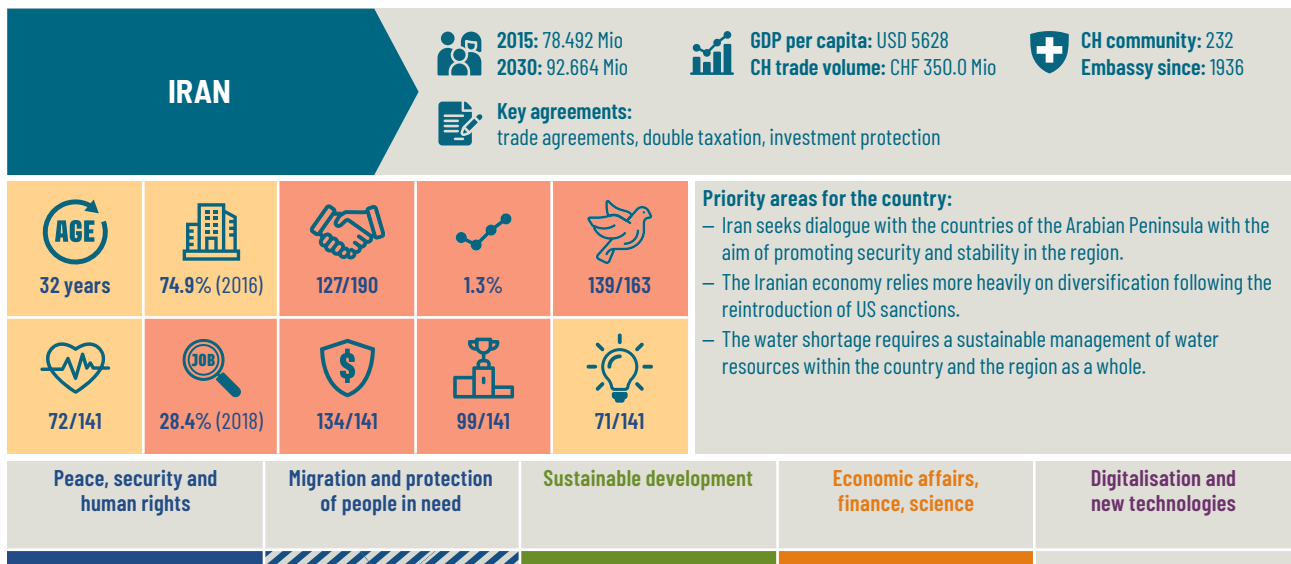 IRAN
2015: 78.492 Mio
2030: 92.664 Mio
GDP per capita: USD 5628
CH trade volume: CHF 350.0 Mio
CH community: 232
Embassy since: 1936
Key agreements:
trade agreements, double taxation, investment protection
AGE
32 years
74.9% (2016)
127/190
1.3%
139/163
72/141
JOB
28.4% (2018)
$
134/141
99/141
71/141
Priority areas for the country:
– Iran seeks dialogue with the countries of the Arabian Peninsula with the
aim of promoting security and stability in the region.
– The Iranian economy relies more heavily on diversification following the
reintroduction of US sanctions.
– The water shortage requires a sustainable management of water
resources within the country and the region as a whole.
Peace, security and
human rights
Migration and protection
of people in need
Sustainable development
Economic affairs,
finance, science
Digitalisation and
new technologies